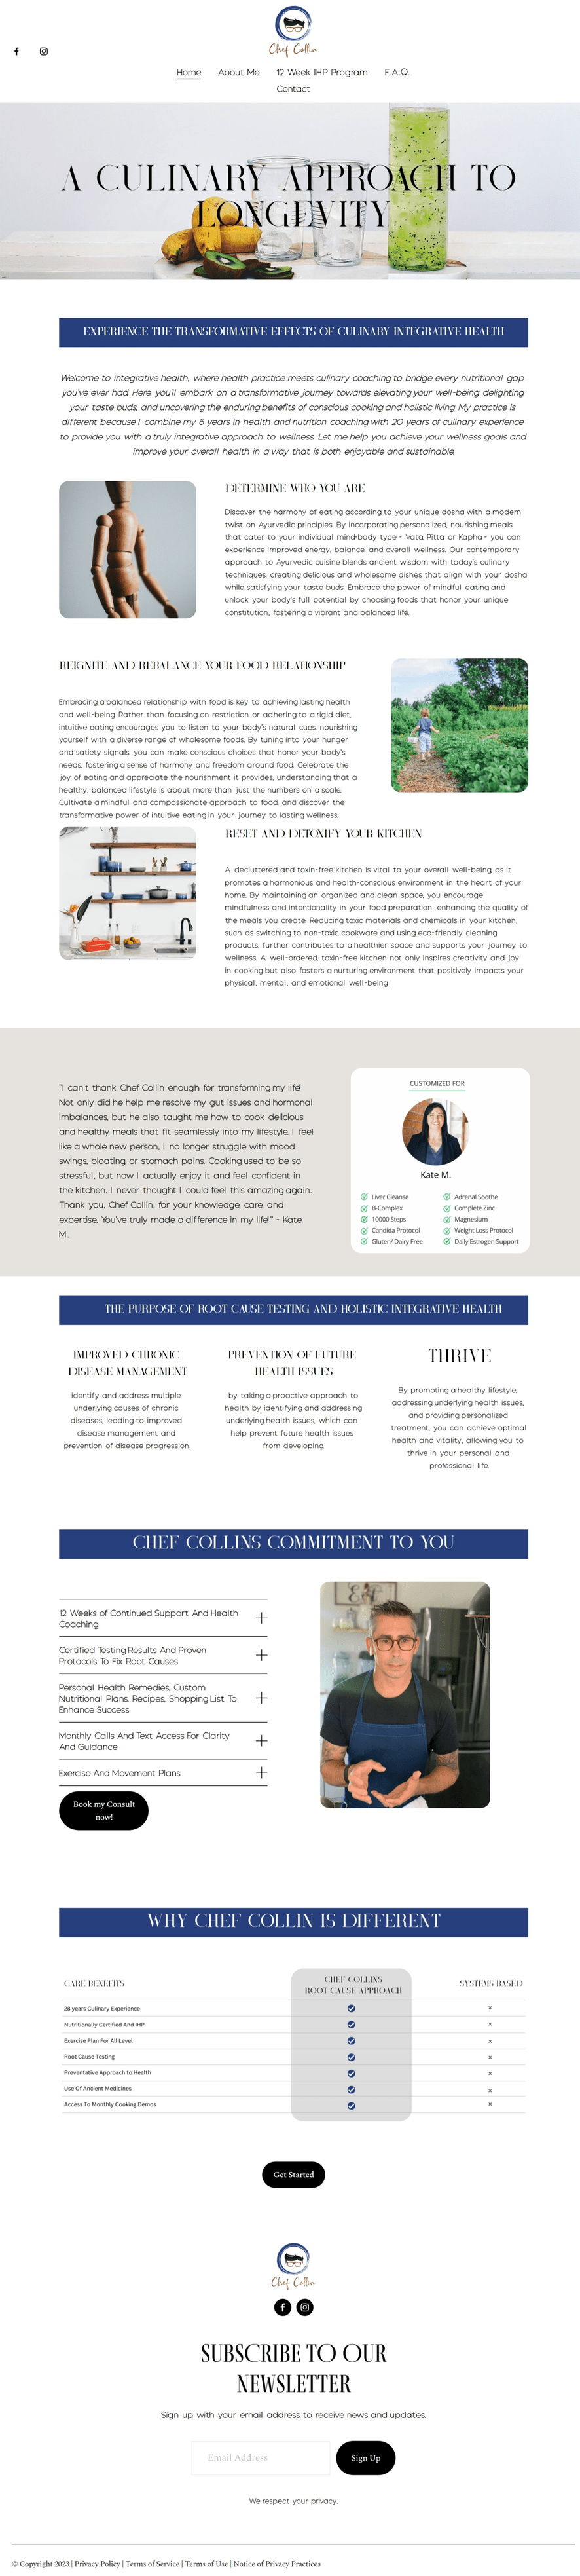 Chef Collin
Home
About Me
12 Week IHP Program
F.A.Q.
Contact
A CULINARY APPROACH TO
LONGEVITY
EXPERIENCE THE TRANSFORMATIVE EFFECTS OF CULINARY INTEGRATIVE HEALTH
Welcome to integrative health, where health practice meets culinary coaching to bridge every nutritional gap
you've ever had. Here, you'll embark on a transformative journey towards elevating your well-being, delighting
your taste buds, and uncovering the enduring benefits of conscious cooking and holistic living. My practice is
different because I combine my 6 years in health and nutrition coaching with 20 years of culinary experience
to provide you with a truly integrative approach to wellness. Let me help you achieve your wellness goals and
improve your overall health in a way that is both enjoyable and sustainable.
DETERMINE WHO YOU ARE
Discover the harmony of eating according to your unique dosha with a modern
twist on Ayurvedic principles. By incorporating personalized, nourishing meals
that cater to your individual mind-body type - Vata, Pitta, or Kapha - you can
experience improved energy, balance, and overall wellness. Our contemporary
approach to Ayurvedic cuisine blends ancient wisdom with today's culinary
techniques, creating delicious and wholesome dishes that align with your dosha
while satisfying your taste buds. Embrace the power of mindful eating and
unlock your body's full potential by choosing foods that honor your unique
constitution, fostering a vibrant and balanced life.
REIGNITE AND REBALANCE YOUR FOOD RELATIONSHIP
Embracing a balanced relationship with food is key to achieving lasting health
and well-being. Rather than focusing on restriction or adhering to a rigid diet,
intuitive eating encourages you to listen to your body's natural cues, nourishing
yourself with a diverse range of wholesome foods. By tuning into your hunger
and satiety signals, you can make conscious choices that honor your body's
needs, fostering a sense of harmony and freedom around food. Celebrate the
joy of eating and appreciate the nourishment it provides, understanding that a
healthy, balanced lifestyle is about more than just the numbers on a scale.
Cultivate a mindful and compassionate approach to food, and discover the
transformative power of intuitive eating in your journey to lasting wellness.
RESET AND DETOXIFY YOUR KITCHEN
A decluttered and toxin-free kitchen is vital to your overall well-being, as it
promotes a harmonious and health-conscious environment in the heart of your
home. By maintaining an organized and clean space, you encourage
mindfulness and intentionality in your food preparation, enhancing the quality of
the meals you create. Reducing toxic materials and chemicals in your kitchen,
such as switching to non-toxic cookware and using eco-friendly cleaning
products, further contributes to a healthier space and supports your journey to
wellness. A well-ordered, toxin-free kitchen not only inspires creativity and joy
in cooking but also fosters a nurturing environment that positively impacts your
physical, mental, and emotional well-being.
"I can't thank Chef Collin enough for transforming my life!
Not only did he help me resolve my gut issues and hormonal
imbalances, but he also taught me how to cook delicious
and healthy meals that fit seamlessly into my lifestyle. I feel
like a whole new person, I no longer struggle with mood
swings, bloating or stomach pains. Cooking used to be so
stressful, but now I actually enjoy it and feel confident in
the kitchen. I never thought I could feel this amazing again.
Thank you, Chef Collin, for your knowledge, care, and
expertise. You've truly made a difference in my life!" - Kate
M.
CUSTOMIZED FOR
Kate M.
Liver Cleanse
Adrenal Soothe
B-Complex
Complete Zinc
10000 Steps
Magnesium
Candida Protocol
Weight Loss Protocol
Gluten/ Dairy Free
Daily Estrogen Support
THE PURPOSE OF ROOT CAUSE TESTING AND HOLISTIC INTEGRATIVE HEALTH
IMPROVED CHRONIC
DISEASE MANAGEMENT
identify and address multiple
underlying causes of chronic
diseases, leading to improved
disease management and
prevention of disease progression.
PREVENTION OF FUTURE
HEALTH ISSUES
by taking a proactive approach to
health by identifying and addressing
underlying health issues, which can
help prevent future health issues
from developing.
THRIVE
By promoting a healthy lifestyle,
addressing underlying health issues,
and providing personalized
treatment, you can achieve optimal
health and vitality, allowing you to
thrive in your personal and
professional life.
CHEF COLLINS COMMITMENT TO YOU
12 Weeks of Continued Support And Health
Coaching
Certified Testing Results And Proven
Protocols To Fix Root Causes
Personal Health Remedies, Custom
Nutritional Plans, Recipes, Shopping List To
Enhance Success
Monthly Calls And Text Access For Clarity
And Guidance
Exercise And Movement Plans
Book my Consult
now!
WHY CHEF COLLIN IS DIFFERENT
CARE BENEFITS
CHEF COLLINS
ROOT CAUSE APPROACH
SYSTEMS BASED
28 years Culinary Experience
Nutritionally Certified And IHP
Exercise Plan For All Level
Root Cause Testing
Preventative Approach to Health
Use Of Ancient Medicines
Access To Monthly Cooking Demos
Get Started
Chef Collin
SUBSCRIBE TO OUR
NEWSLETTER
Sign up with your email address to receive news and updates.
Email Address
Sign Up
We respect your privacy.
© Copyright 2023 | Privacy Policy | Terms of Service | Terms of Use | Notice of Privacy Practices